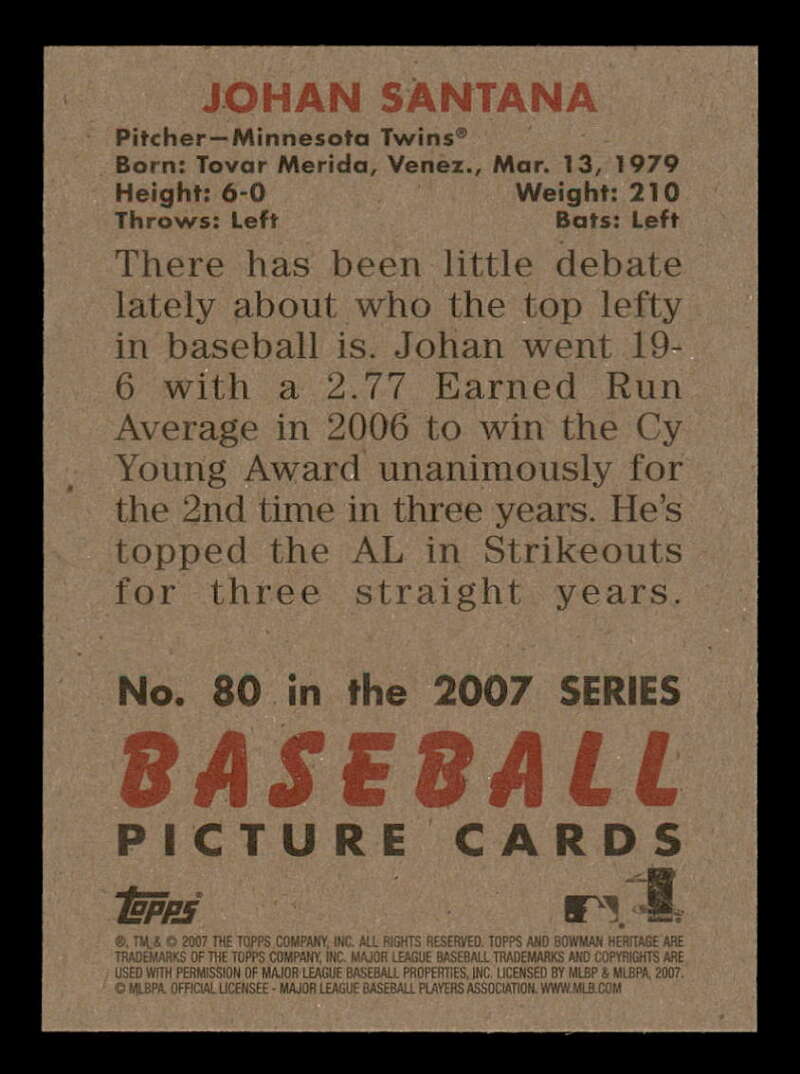 JOHAN SANTANA
Pitcher—Minnesota Twins®
Born: Tovar Merida, Venez., Mar. 13, 1979
Height: 6-0 Weight: 210
Throws: Left Bats: Left
There has been little debate
lately about who the top lefty
in baseball is. Johan went 19-
6 with a 2.77 Earned Run
Average in 2006 to win the Cy
Young Award unanimously for
the 2nd time in three years. He's
topped the AL in Strikeouts
for three straight years.
No. 80 in the 2007 SERIES
BASEBALL
PICTURE CARDS
Topps
®, TM, & © 2007 THE TOPPS COMPANY, INC. ALL RIGHTS RESERVED. TOPPS AND BOWMAN HERITAGE ARE
TRADEMARKS OF THE TOPPS COMPANY, INC. MAJOR LEAGUE BASEBALL TRADEMARKS AND COPYRIGHTS ARE
USED WITH PERMISSION OF MAJOR LEAGUE BASEBALL PROPERTIES, INC. LICENSED BY MLBP & MLBPA, 2007.
© MLBPA. OFFICIAL LICENSEE - MAJOR LEAGUE BASEBALL PLAYERS ASSOCIATION. WWW.MLB.COM